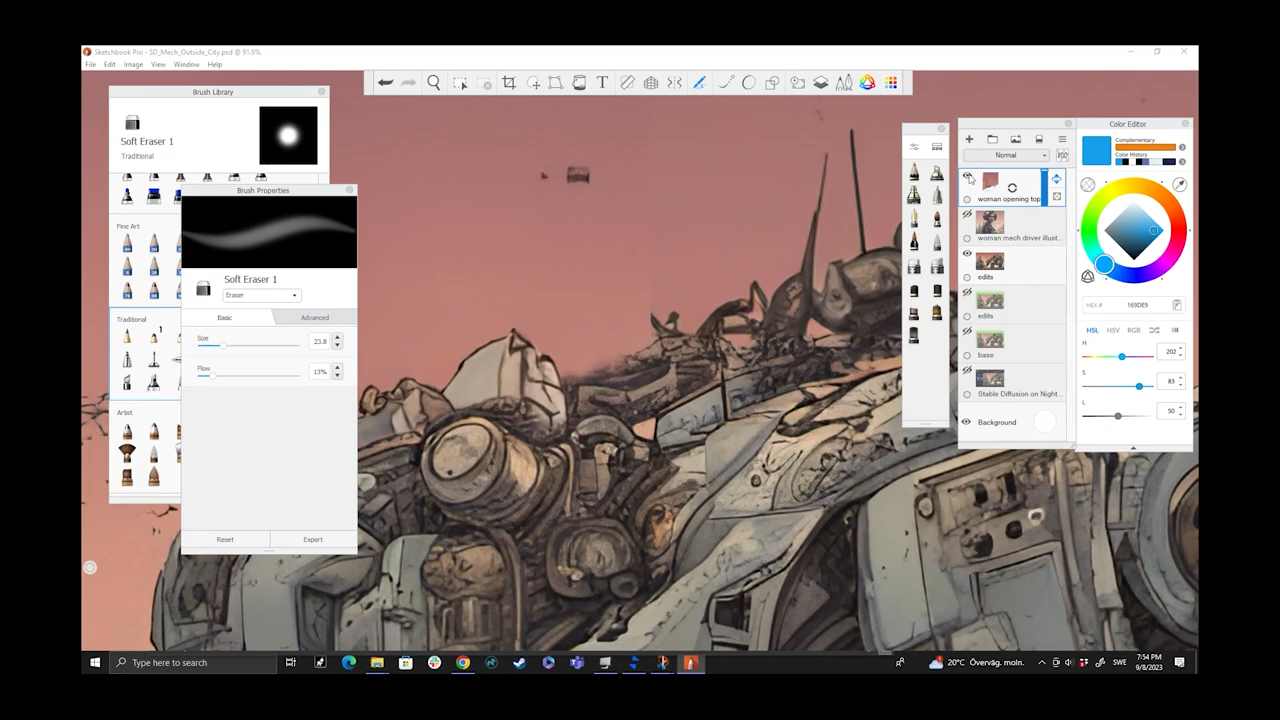 Sketchbook Pro - SD_Mech_Outside_City.psd @ 91.9%
File Edit Image View Window Help
Brush Library
Soft Eraser 1
Traditional
Fine Art
Traditional
1
Artist
Brush Properties
Soft Eraser 1
Eraser
Basic Advanced
Size 23.8
Flow 13%
Reset Export
T
Normal
woman opening top
woman mech driver illust...
edits
edits
base
Stable Diffusion on Night...
Background
Color Editor
Complementary
Color History
HEX # 169DE9
HSL HSV RGB
H 202
S 83
L 50
Type here to search
20°C Överväg. moln.
SWE
7:54 PM
9/8/2023